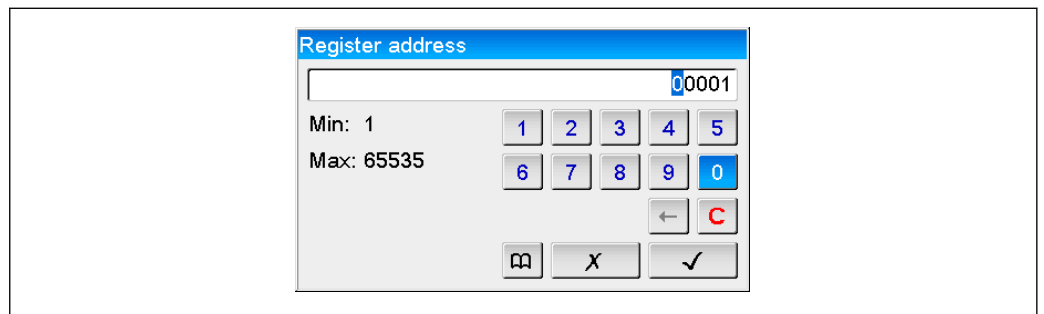 Register address
00001
Min: 1
1 2 3 4 5
Max: 65535
6 7 8 9 0
← C
✗ ✓